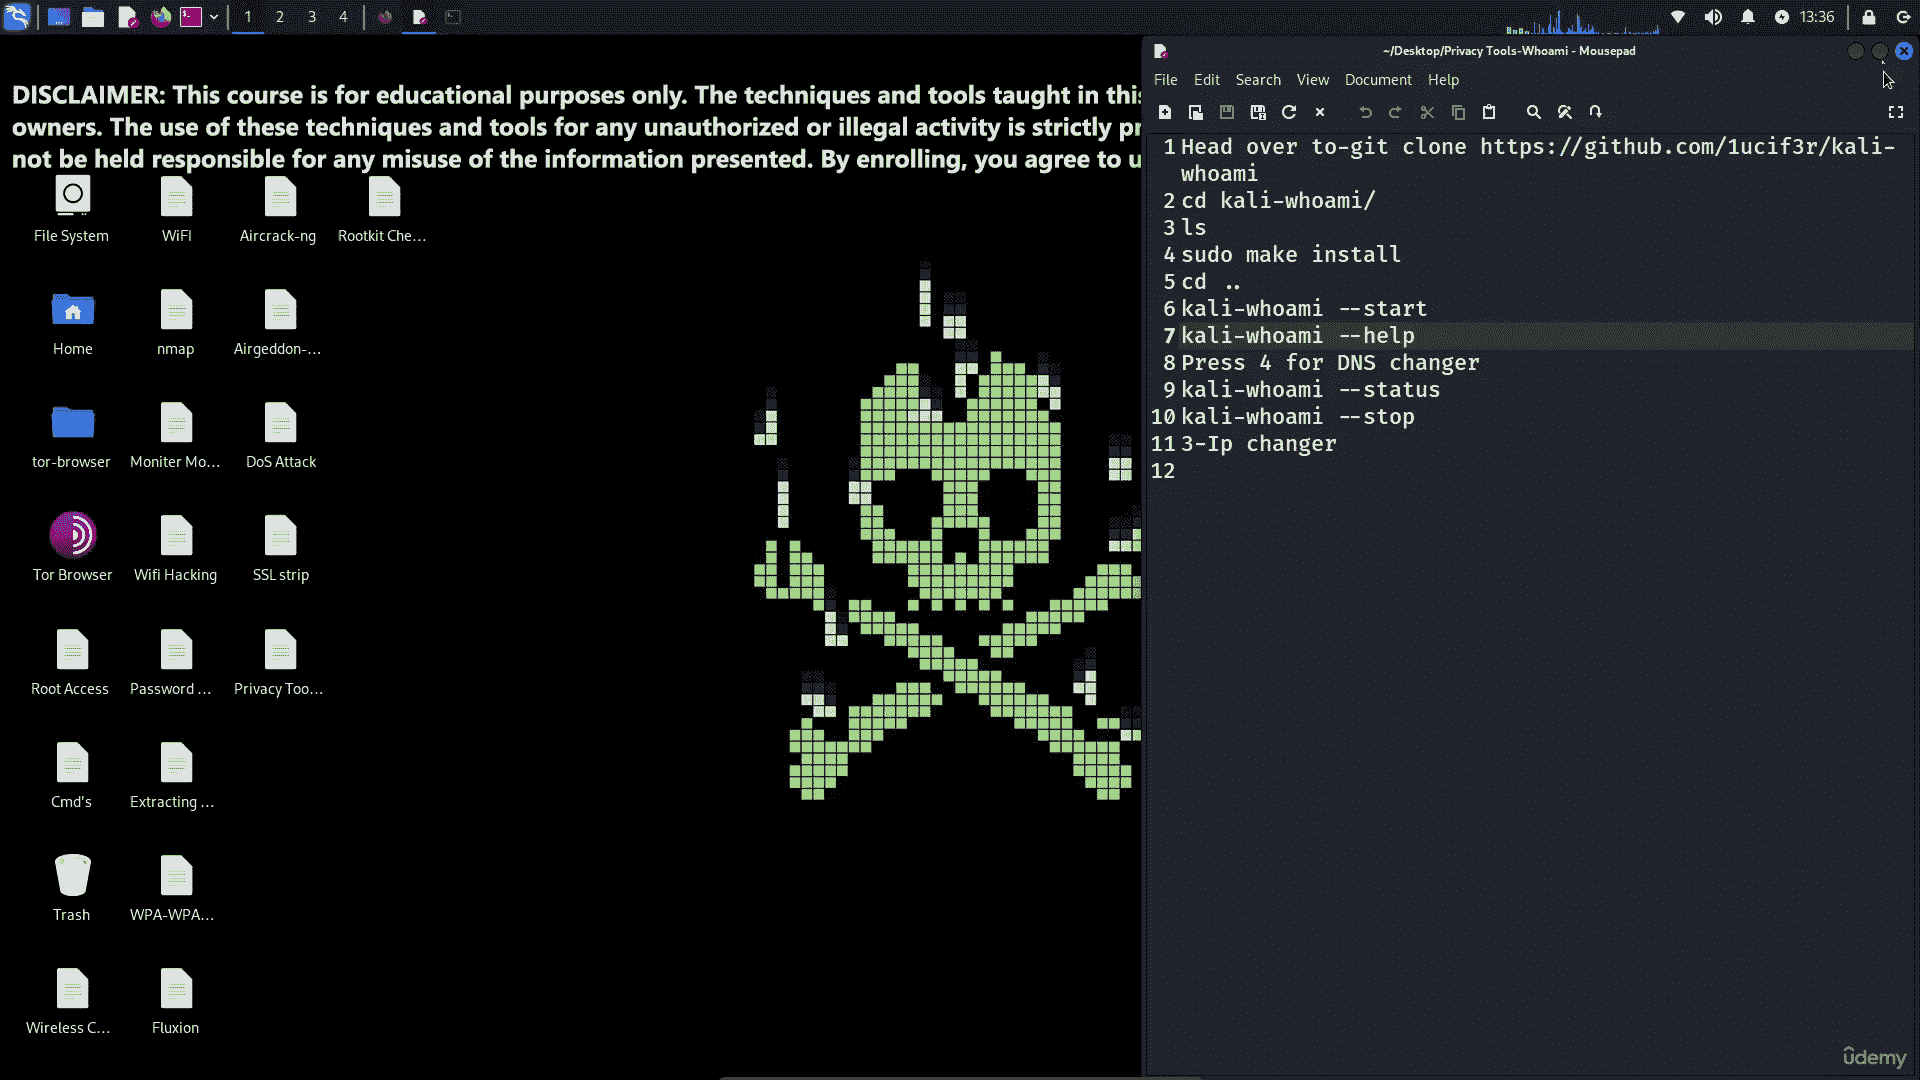 1 2 3 4 13:36
~/Desktop/Privacy Tools-Whoami - Mousepad
File Edit Search View Document Help
DISCLAIMER: This course is for educational purposes only. The techniques and tools taught in this
owners. The use of these techniques and tools for any unauthorized or illegal activity is strictly pr
not be held responsible for any misuse of the information presented. By enrolling, you agree to u
File System WiFI Aircrack-ng Rootkit Che...
Home nmap Airgeddon-...
tor-browser Moniter Mo... DoS Attack
Tor Browser Wifi Hacking SSL strip
Root Access Password ... Privacy Too...
Cmd's Extracting ...
Trash WPA-WPA...
Wireless C... Fluxion
1 Head over to-git clone https://github.com/1ucif3r/kali-
whoami
2 cd kali-whoami/
3 ls
4 sudo make install
5 cd ..
6 kali-whoami --start
7 kali-whoami --help
8 Press 4 for DNS changer
9 kali-whoami --status
10 kali-whoami --stop
11 3-Ip changer
12
ûdemy